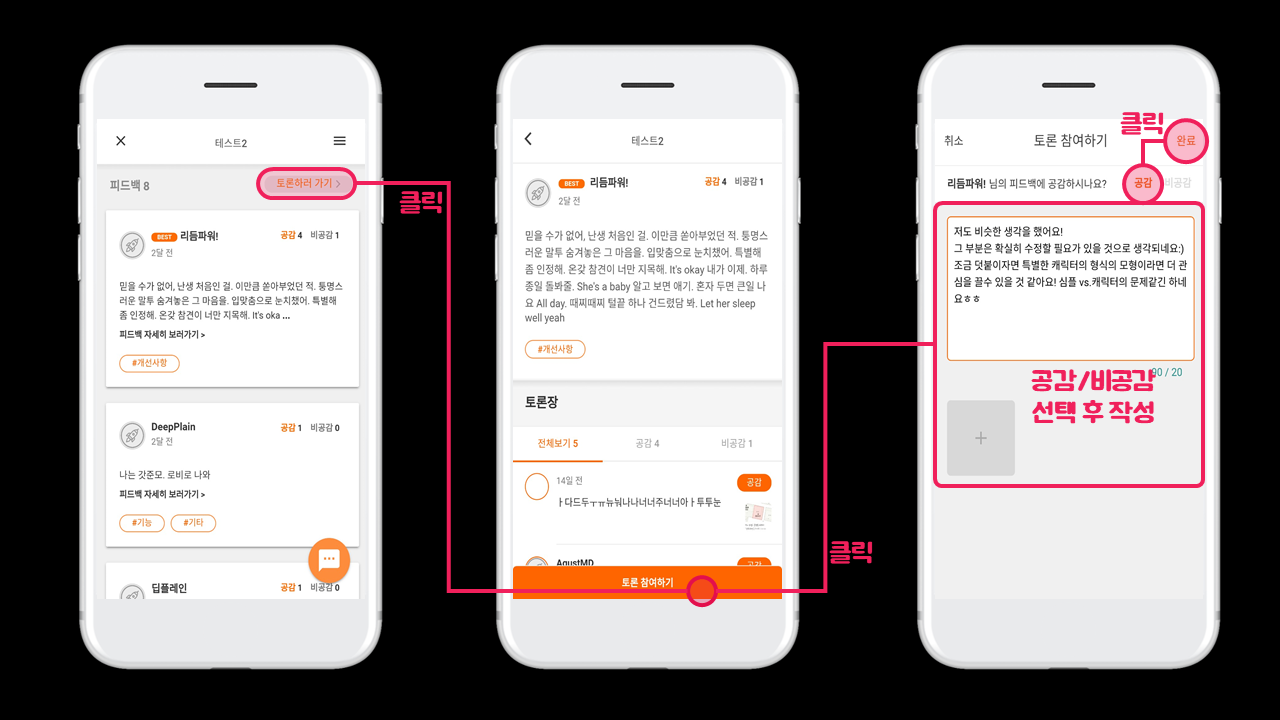 테스트2
피드백 8
토론하러 가기 >
클릭
BEST 리듬파워!
공감 4 비공감 1
2달 전
믿을 수가 없어, 난생 처음인 걸. 이만큼 쏟아부었던 적. 퉁명스
러운 말투 숨겨놓은 그 마음을. 입맞춤으로 눈치챘어. 특별해
좀 인정해. 온갖 참견이 너만 지목해. It's oka ...
피드백 자세히 보러가기 >
#개선사항
DeepPlain
공감 1 비공감 0
2달 전
나는 갓준모. 로비로 나와
피드백 자세히 보러가기 >
#기능 #기타
딥플레인
공감 1 비공감 0
테스트2
BEST 리듬파워!
공감 4 비공감 1
2달 전
믿을 수가 없어, 난생 처음인 걸. 이만큼 쏟아부었던 적. 퉁명스
러운 말투 숨겨놓은 그 마음을. 입맞춤으로 눈치챘어. 특별해
좀 인정해. 온갖 참견이 너만 지목해. It's okay 내가 이제. 하루
종일 돌봐줄. She's a baby 알고 보면 애기. 혼자 두면 큰일 나
요 All day. 때찌때찌 털끝 하나 건드렸담 봐. Let her sleep
well yeah
#개선사항
토론장
전체보기 5 공감 4 비공감 1
14일 전
공감
ㅏ다드두ㅜㅠ뉴눠나나너너주너너아ㅏ투투눈
AgustMD
공감
토론 참여하기
클릭
클릭
취소 토론 참여하기 완료
리듬파워! 님의 피드백에 공감하시나요?
공감 비공감
저도 비슷한 생각을 했어요!
그 부분은 확실히 수정할 필요가 있을 것으로 생각되네요:)
조금 덧붙이자면 특별한 캐릭터의 형식의 모형이라면 더 관
심을 끌수 있을 것 같아요! 심플 vs.캐릭터의 문제같긴 하네
요ㅎㅎ
90 / 20
공감/비공감
선택 후 작성